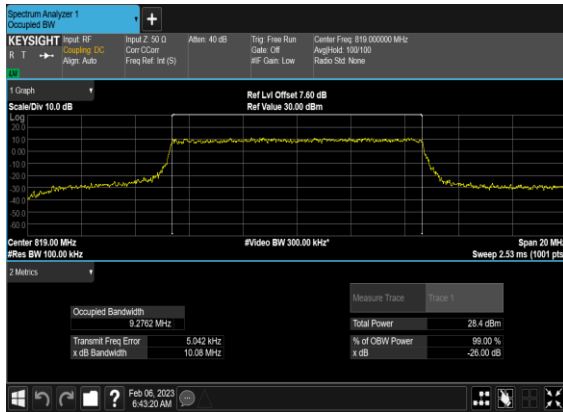 Spectrum Analyzer 1
Occupied BW
+
KEYSIGHT Input: RF Input Z: 50 Ω Atten: 40 dB Trig: Free Run Center Freq: 819.000000 MHz
R T Coupling: DC Corr CCorr Gate: Off Avg|Hold: 100/100
Align: Auto Freq Ref: Int (S) #IF Gain: Low Radio Std: None
1 Graph Ref Lvl Offset 7.60 dB
Scale/Div 10.0 dB Ref Value 30.00 dBm
Log
20.0
10.0
0.00
-10.0
-20.0
-30.0
-40.0
-50.0
-60.0
Center 819.00 MHz #Video BW 300.00 kHz* Span 20 MHz
#Res BW 100.00 kHz Sweep 2.53 ms (1001 pts
2 Metrics
Measure Trace Trace 1
Occupied Bandwidth
9.2762 MHz Total Power 28.4 dBm
Transmit Freq Error 5.042 kHz % of OBW Power 99.00 %
x dB Bandwidth 10.08 MHz x dB -26.00 dB
? Feb 06, 2023
6:43:20 AM